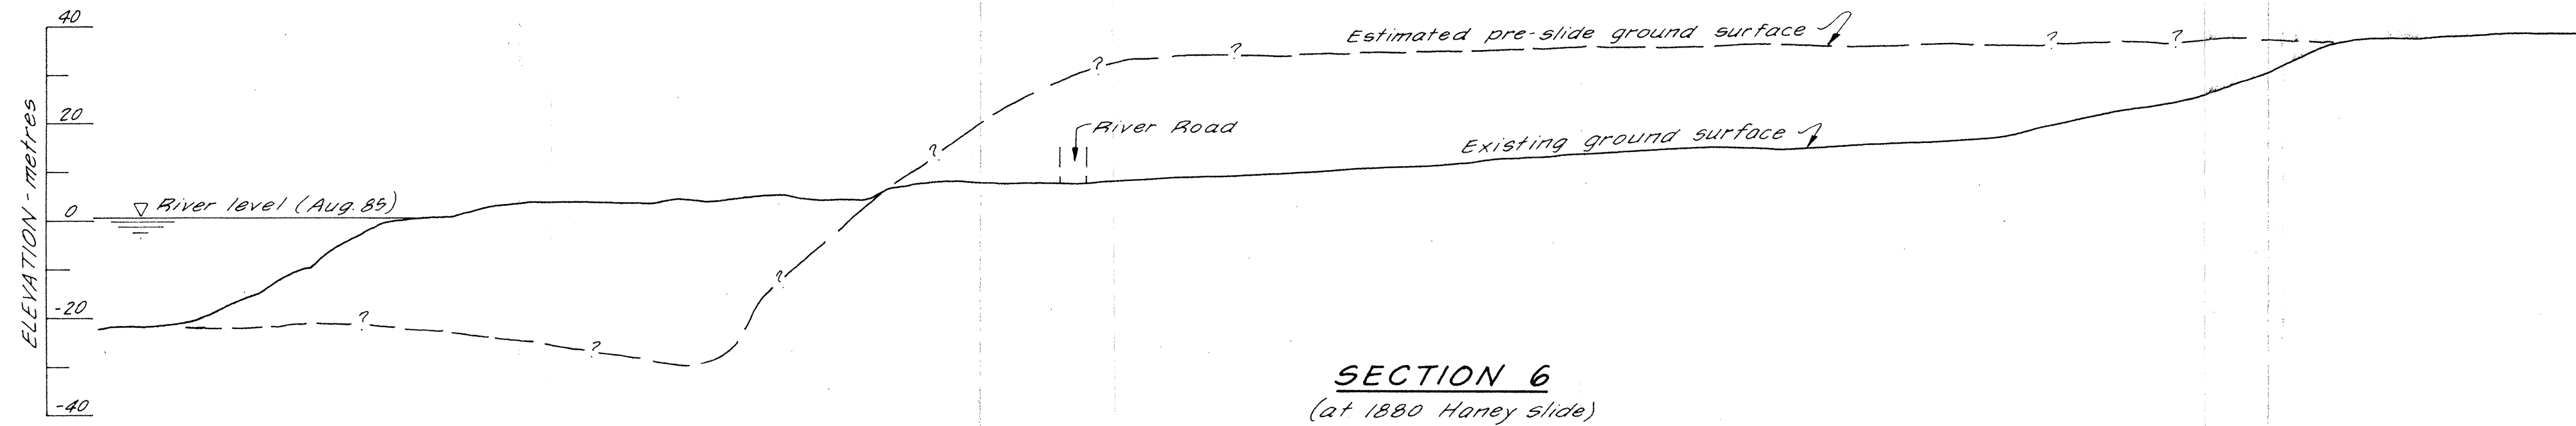 40
Estimated pre-slide ground surface
?
?
?
?
20
River Road
Existing ground surface
?
ELEVATION - metres
0
River level (Aug. 85)
?
-20
?
?
SECTION 6
-40
(at 1880 Haney slide)